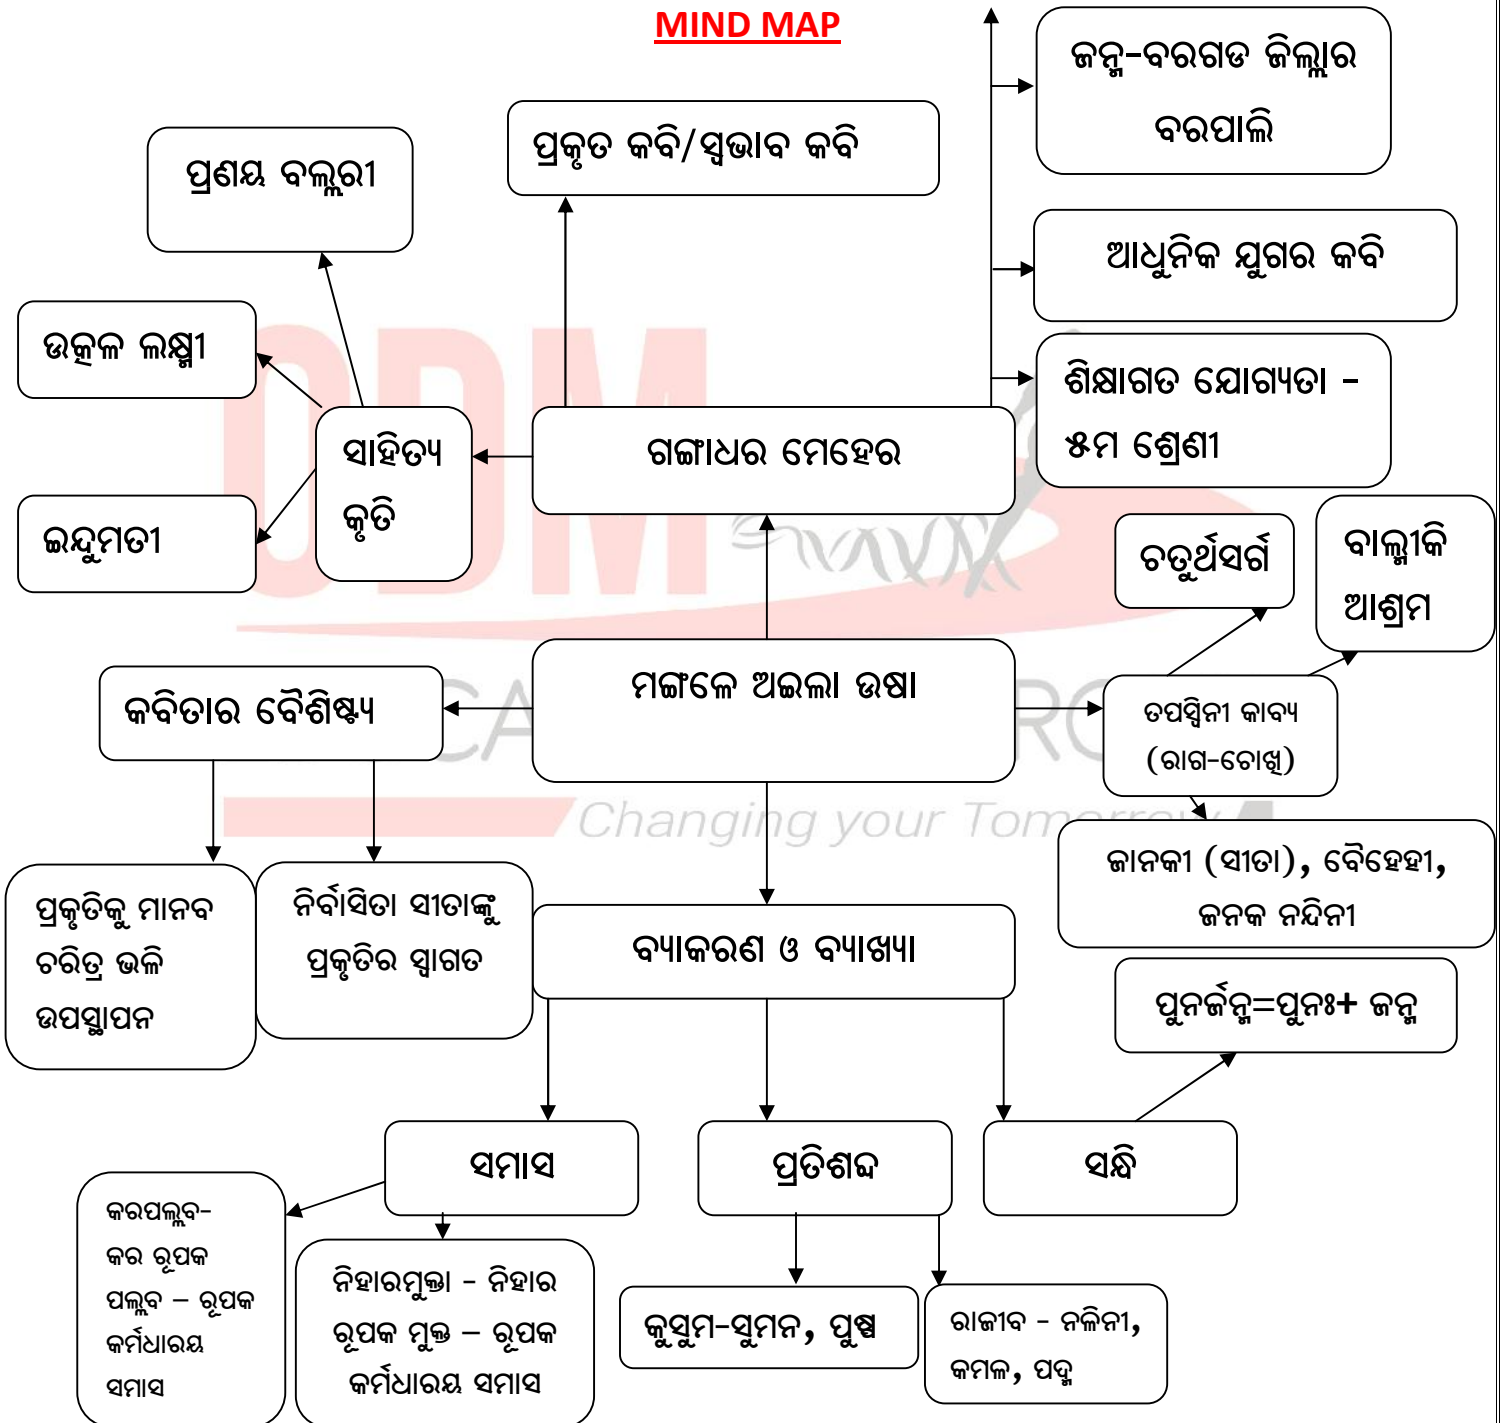 MIND MAP
ଜନ୍ମ-ବରଗଡ ଜିଲ୍ଲାର
ବରପାଲି
ପ୍ରକୃତ କବି/ସ୍ୱଭାବ କବି
ପ୍ରଣୟ ବଲ୍ଲରୀ
ଆଧୁନିକ ଯୁଗର କବି
ଉତ୍କଳ ଲକ୍ଷ୍ମୀ
ଶିକ୍ଷାଗତ ଯୋଗ୍ୟତା -
୫ମ ଶ୍ରେଣୀ
ସାହିତ୍ୟ
କୃତି
ଗଙ୍ଗାଧର ମେହେର
ଇନ୍ଦୁମତୀ
ଚତୁର୍ଥସର୍ଗ
ବାଲ୍ମୀକି
ଆଶ୍ରମ
ମଙ୍ଗଳେ ଅଇଲା ଉଷା
କବିତାର ବୈଶିଷ୍ଟ୍ୟ
ତପସ୍ୱିନୀ କାବ୍ୟ
(ରାଗ-ଚୋଖି)
Changing your Tomorrow
ଜାନକୀ (ସୀତା), ବୈହେହୀ,
ଜନକ ନନ୍ଦିନୀ
ପ୍ରକୃତିକୁ ମାନବ
ଚରିତ୍ର ଭଳି
ଉପସ୍ଥାପନ
ନିର୍ବାସିତା ସୀତାଙ୍କୁ
ପ୍ରକୃତିର ସ୍ୱାଗତ
ବ୍ୟାକରଣ ଓ ବ୍ୟାଖ୍ୟା
ପୁନର୍ଜନ୍ମ=ପୁନଃ+ ଜନ୍ମ
ସମାସ
ପ୍ରତିଶବ୍ଦ
ସନ୍ଧି
କରପଲ୍ଲବ-
କର ରୂପକ
ପଲ୍ଲବ – ରୂପକ
କର୍ମଧାରୟ
ସମାସ
ନିହାରମୁକ୍ତା - ନିହାର
ରୂପକ ମୁକ୍ତ – ରୂପକ
କର୍ମଧାରୟ ସମାସ
କୁସୁମ-ସୁମନ, ପୁଷ୍ପ
ରାଜୀବ - ନଳିନୀ,
କମଳ, ପଦ୍ମ
ODM